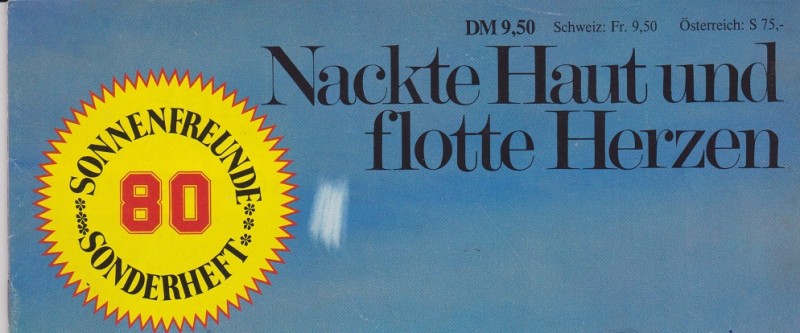 DM 9,50 Schweiz: Fr. 9,50 Österreich: S 75,-
Nackte Haut und
flotte Herzen
SONNENFREUNDE
80
SONDERHEFT